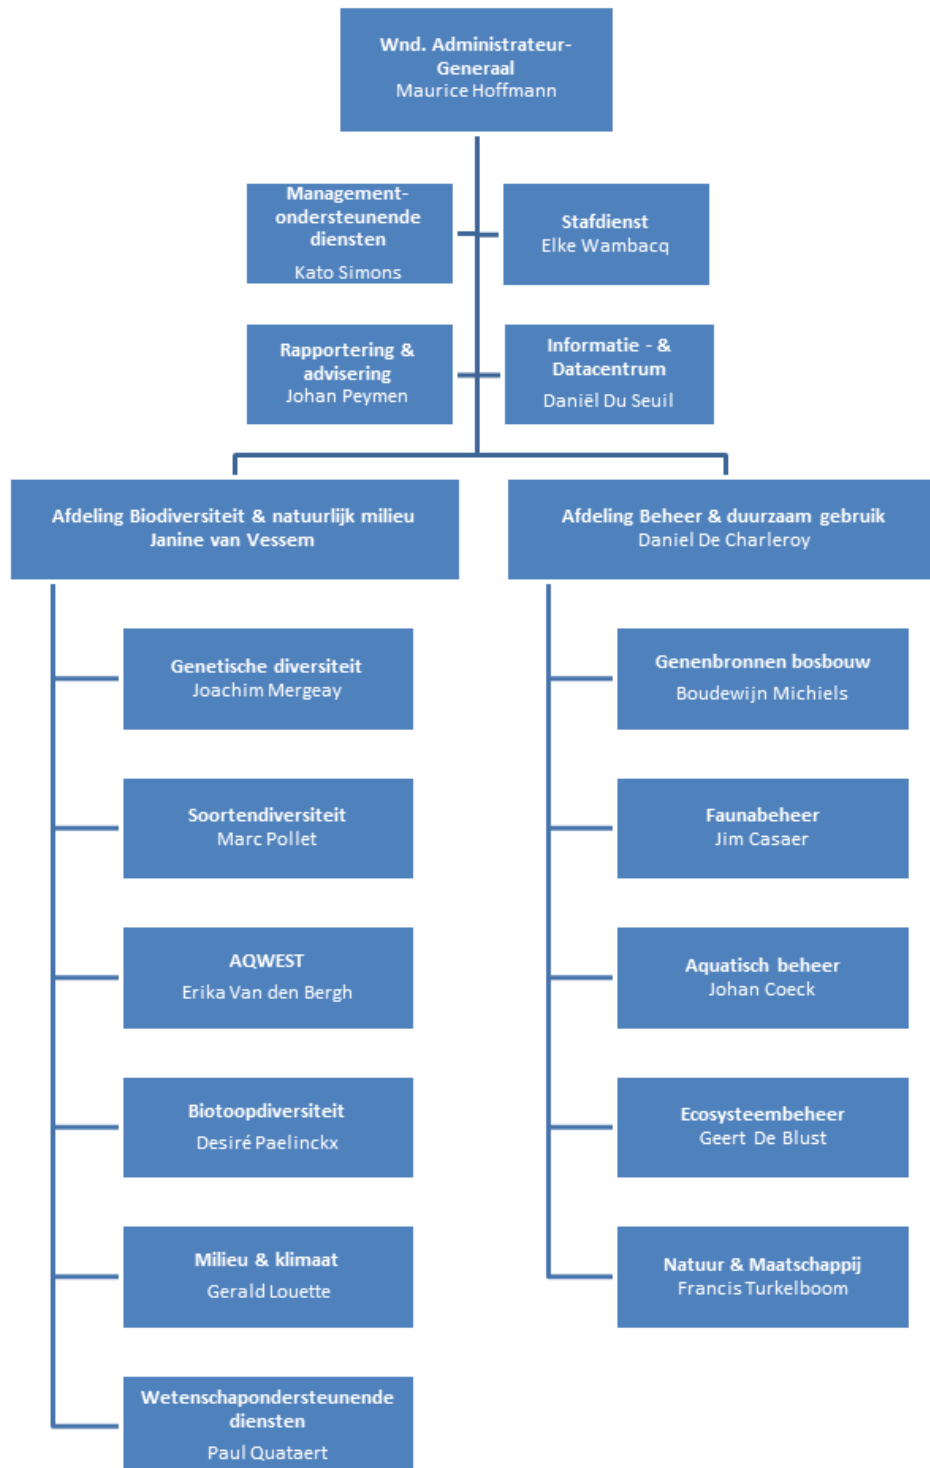 Wnd. Administrateur-
Generaal
Maurice Hoffmann
Management-
ondersteunende
diensten
Kato Simons
Stafdienst
Elke Wambacq
Rapportering &
advisering
Johan Peymen
Informatie - &
Datacentrum
Daniël Du Seuil
Afdeling Biodiversiteit & natuurlijk milieu
Janine van Vessem
Afdeling Beheer & duurzaam gebruik
Daniel De Charleroy
Genetische diversiteit
Joachim Mergeay
Soortendiversiteit
Marc Pollet
AQWEST
Erika Van den Bergh
Biotoopdiversiteit
Desiré Paelinckx
Milieu & klimaat
Gerald Louette
Wetenschapondersteunende
diensten
Paul Quataert
Genenbronnen bosbouw
Boudewijn Michiels
Faunabeheer
Jim Casaer
Aquatisch beheer
Johan Coeck
Ecosysteembeheer
Geert De Blust
Natuur & Maatschappij
Francis Turkelboom